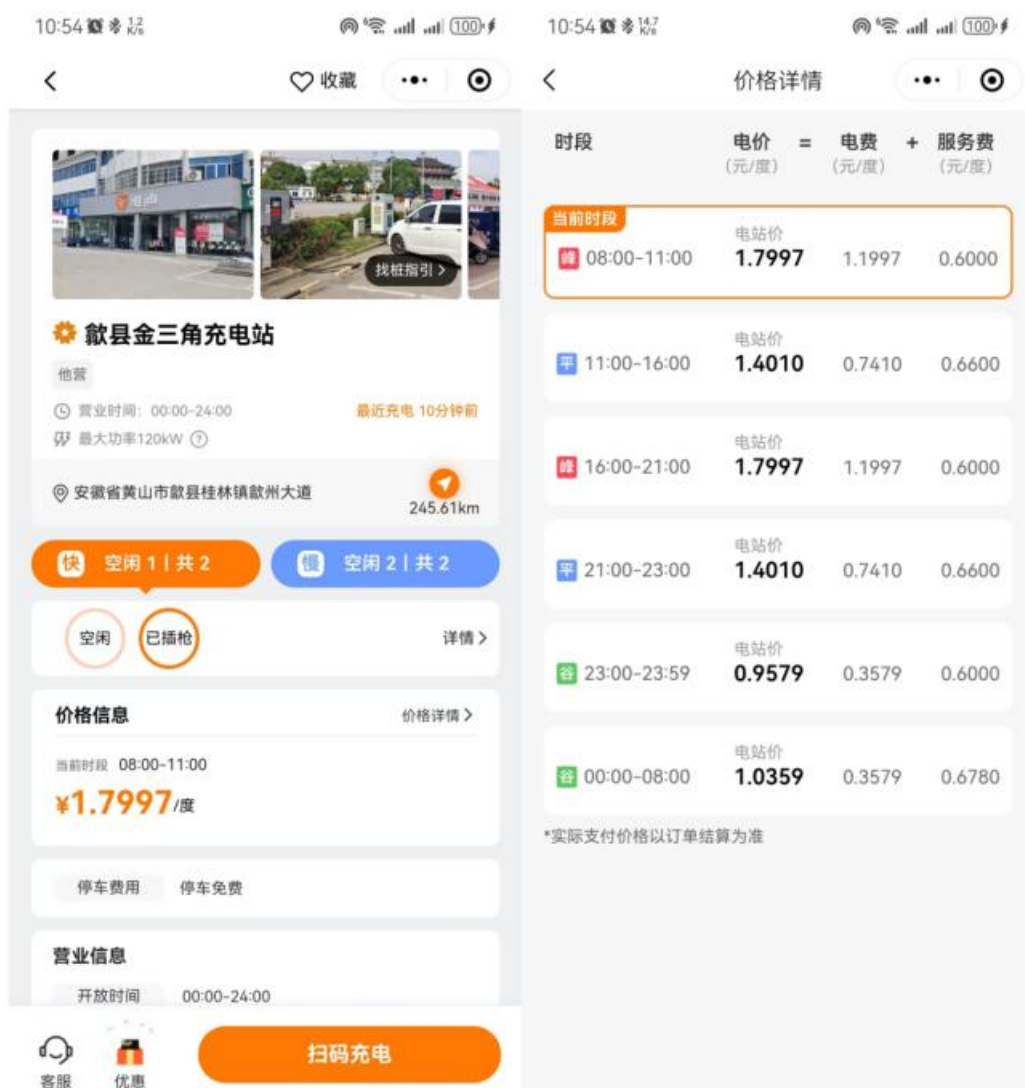 10:54 1.2 K/s 100
收藏
找桩指引 >
歙县金三角充电站
他营
营业时间：00:00-24:00 最近充电 10分钟前
最大功率120kW ?
安徽省黄山市歙县桂林镇歙州大道
245.61km
快 空闲 1 | 共 2 慢 空闲 2 | 共 2
空闲 已插枪 详情 >
价格信息 价格详情 >
当前时段 08:00-11:00
¥1.7997/度
停车费用 停车免费
营业信息
开放时间 00:00-24:00
客服 优惠 扫码充电
10:54 14.7 K/s 100
价格详情
时段 电价 = 电费 + 服务费
(元/度) (元/度) (元/度)
当前时段
电站价
峰 08:00-11:00 1.7997 1.1997 0.6000
电站价
平 11:00-16:00 1.4010 0.7410 0.6600
电站价
峰 16:00-21:00 1.7997 1.1997 0.6000
电站价
平 21:00-23:00 1.4010 0.7410 0.6600
电站价
谷 23:00-23:59 0.9579 0.3579 0.6000
电站价
谷 00:00-08:00 1.0359 0.3579 0.6780
*实际支付价格以订单结算为准